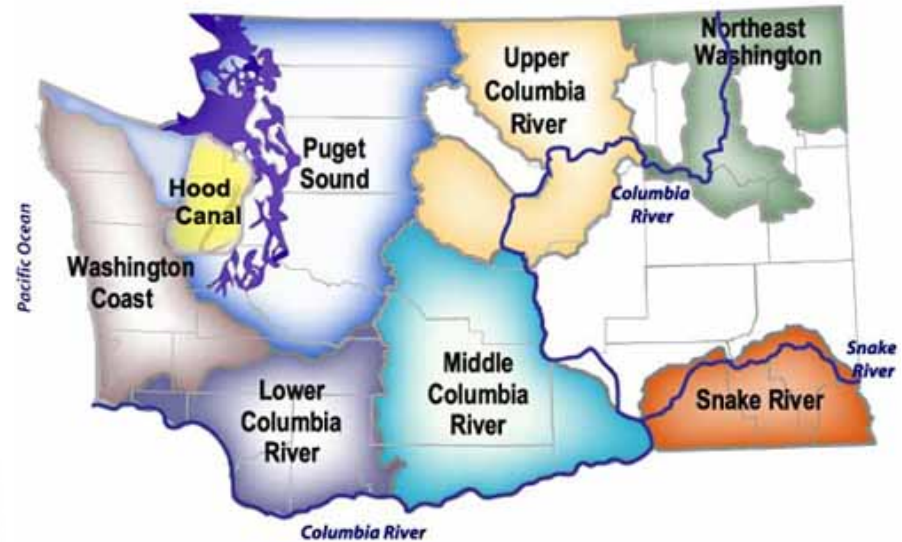 Northeast
Washington
Upper
Columbia
River
Puget
Sound
Hood
Canal
Columbia
River
Pacific Ocean
Washington
Coast
Snake
River
Middle
Columbia
River
Lower
Columbia
River
Snake River
Columbia River